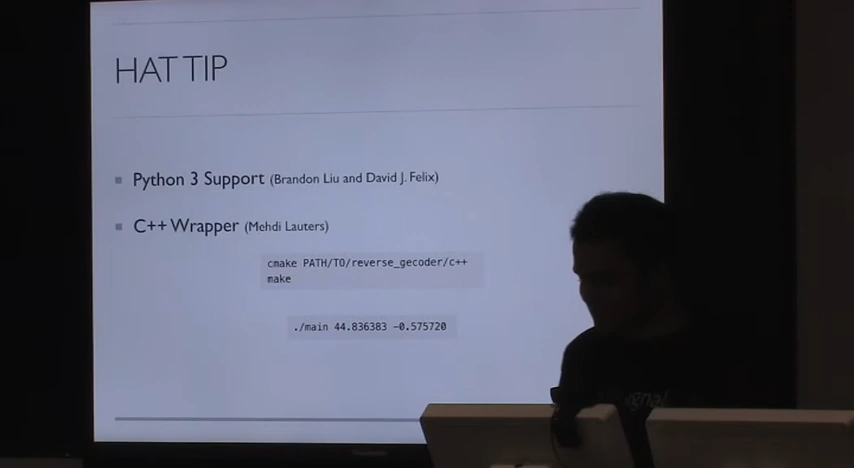 HAT TIP
Python 3 Support (Brandon Liu and David J. Felix)
C++ Wrapper (Mehdi Lauters)
cmake PATH/TO/reverse_gecoder/c++
make
./main 44.836383 -0.575720